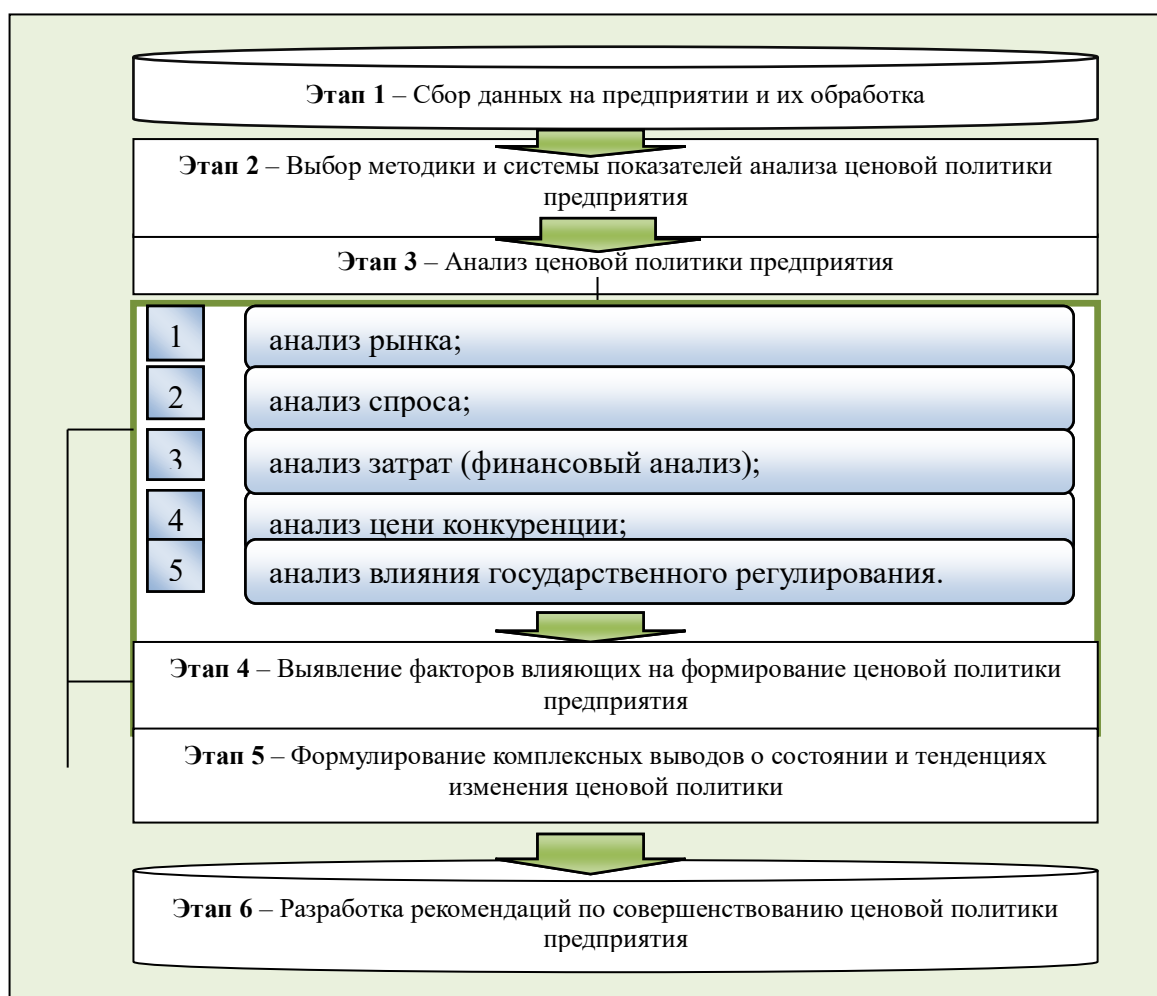 Этап 1 – Сбор данных на предприятии и их обработка
Этап 2 – Выбор методики и системы показателей анализа ценовой политики
предприятия
Этап 3 – Анализ ценовой политики предприятия
1 анализ рынка;
2 анализ спроса;
3 анализ затрат (финансовый анализ);
4 анализ цени конкуренции;
5 анализ влияния государственного регулирования.
Этап 4 – Выявление факторов влияющих на формирование ценовой политики
предприятия
Этап 5 – Формулирование комплексных выводов о состоянии и тенденциях
изменения ценовой политики
Этап 6 – Разработка рекомендаций по совершенствованию ценовой политики
предприятия